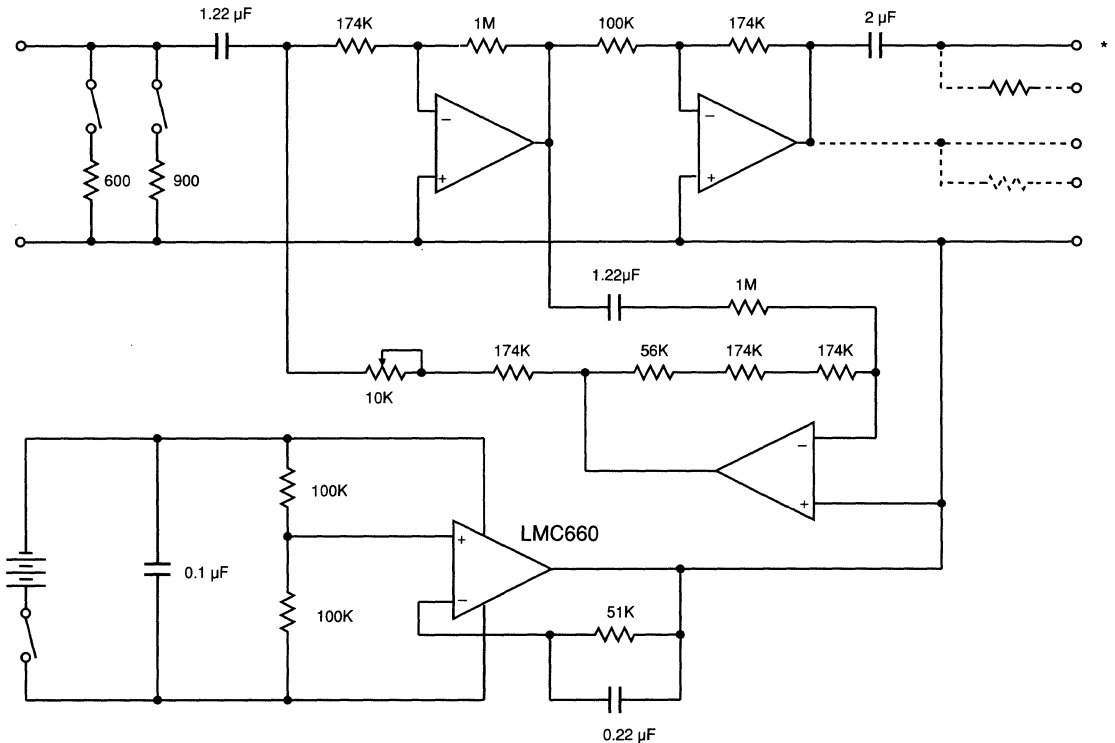 1.22 µF
174K
1M
100K
174K
2 µF
*
−
+
−
+
600
900
1.22µF
1M
174K
56K
174K
174K
10K
−
+
100K
LMC660
+
−
0.1 µF
100K
51K
0.22 µF